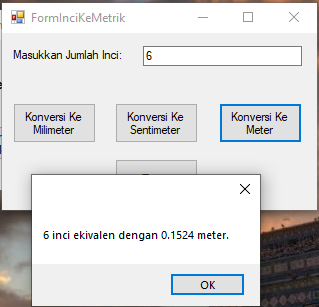 FormInciKeMetrik
Masukkan Jumlah Inci:
6
Konversi Ke
Milimeter
Konversi Ke
Sentimeter
Konversi Ke
Meter
6 inci ekivalen dengan 0.1524 meter.
OK